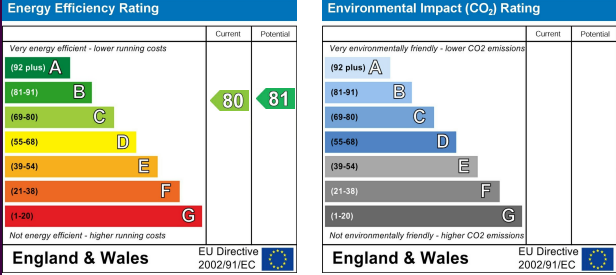 Energy Efficiency Rating
Current Potential
Very energy efficient - lower running costs
(92 plus) A
(81-91) B
(69-80) C
(55-68) D
(39-54) E
(21-38) F
(1-20) G
80
81
Not energy efficient - higher running costs
England & Wales
EU Directive
2002/91/EC
Environmental Impact (CO₂) Rating
Current Potential
Very environmentally friendly - lower CO2 emissions
(92 plus) A
(81-91) B
(69-80) C
(55-68) D
(39-54) E
(21-38) F
(1-20) G
Not environmentally friendly - higher CO2 emissions
England & Wales
EU Directive
2002/91/EC